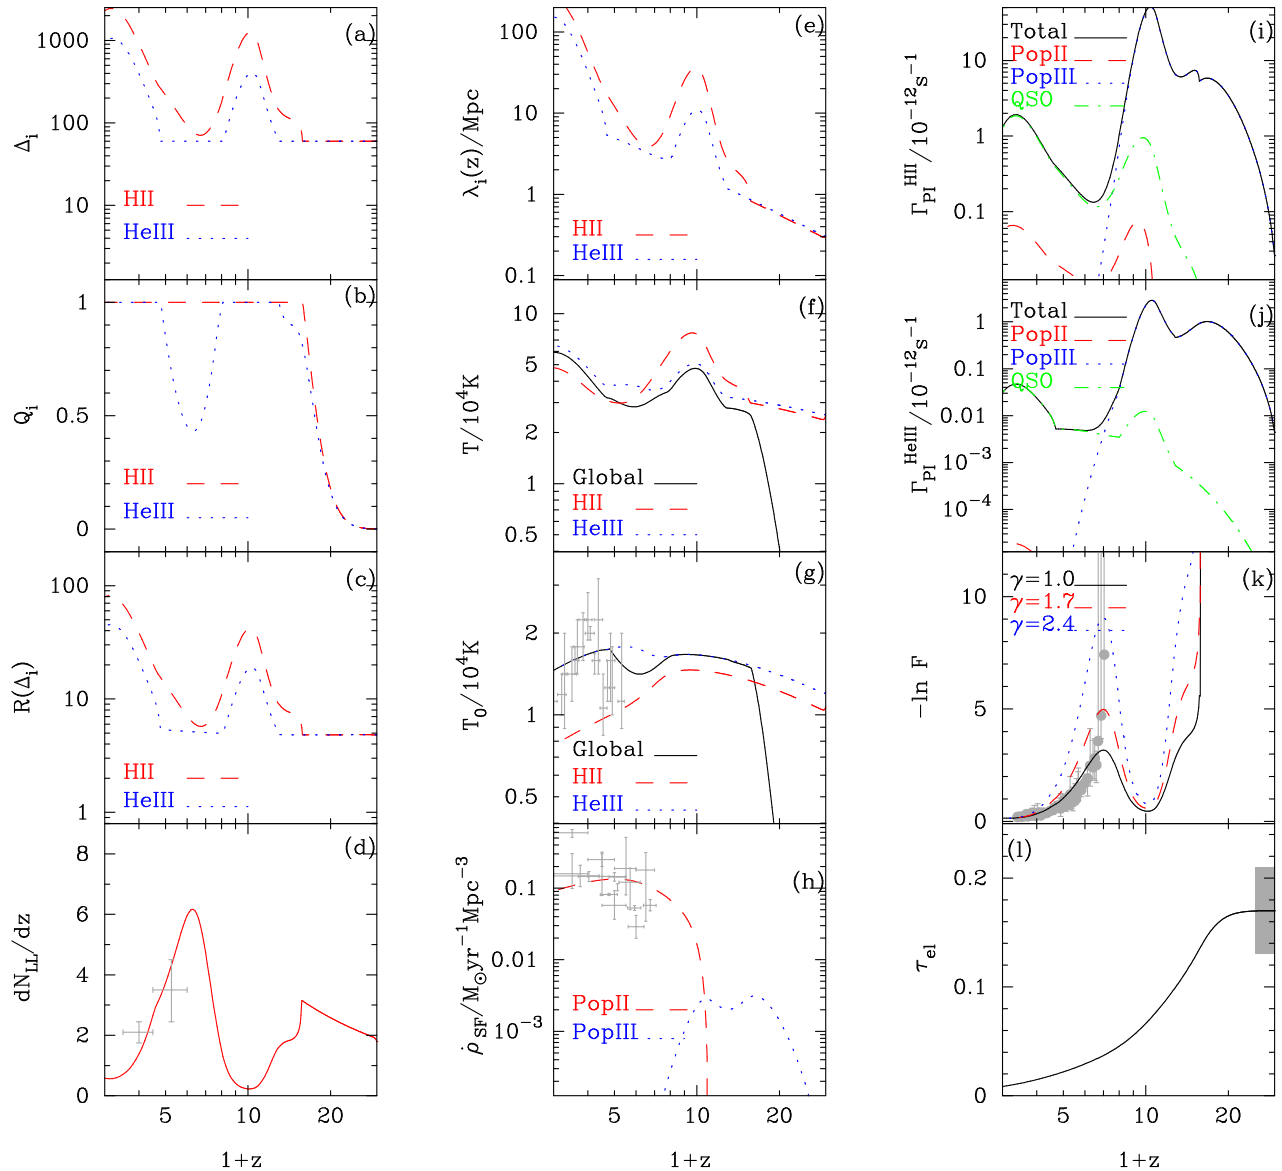 (a)
1000
100
10
Δi
HII
HeIII
(b)
1
0.5
0
Qi
HII
HeIII
(c)
100
10
1
R(Δi)
HII
HeIII
(d)
8
6
4
2
0
dNLL/dz
5 10 20
1+z
(e)
100
10
1
0.1
λi(z)/Mpc
HII
HeIII
(f)
10
5
2
1
0.5
T/10⁴K
Global
HII
HeIII
(g)
2
1
0.5
T0/10⁴K
Global
HII
HeIII
(h)
0.1
0.01
10⁻³
ρ̇SF/M⊙yr⁻¹Mpc⁻³
PopII
PopIII
5 10 20
1+z
(i)
Total
PopII
PopIII
QSO
10
1
0.1
ΓPI^HII/10⁻¹²s⁻¹
(j)
Total
PopII
PopIII
QSO
1
0.1
0.01
10⁻³
10⁻⁴
ΓPI^HeIII/10⁻¹²s⁻¹
(k)
γ=1.0
γ=1.7
γ=2.4
10
5
0
−ln F
(l)
0.2
0.1
0
τel
5 10 20
1+z